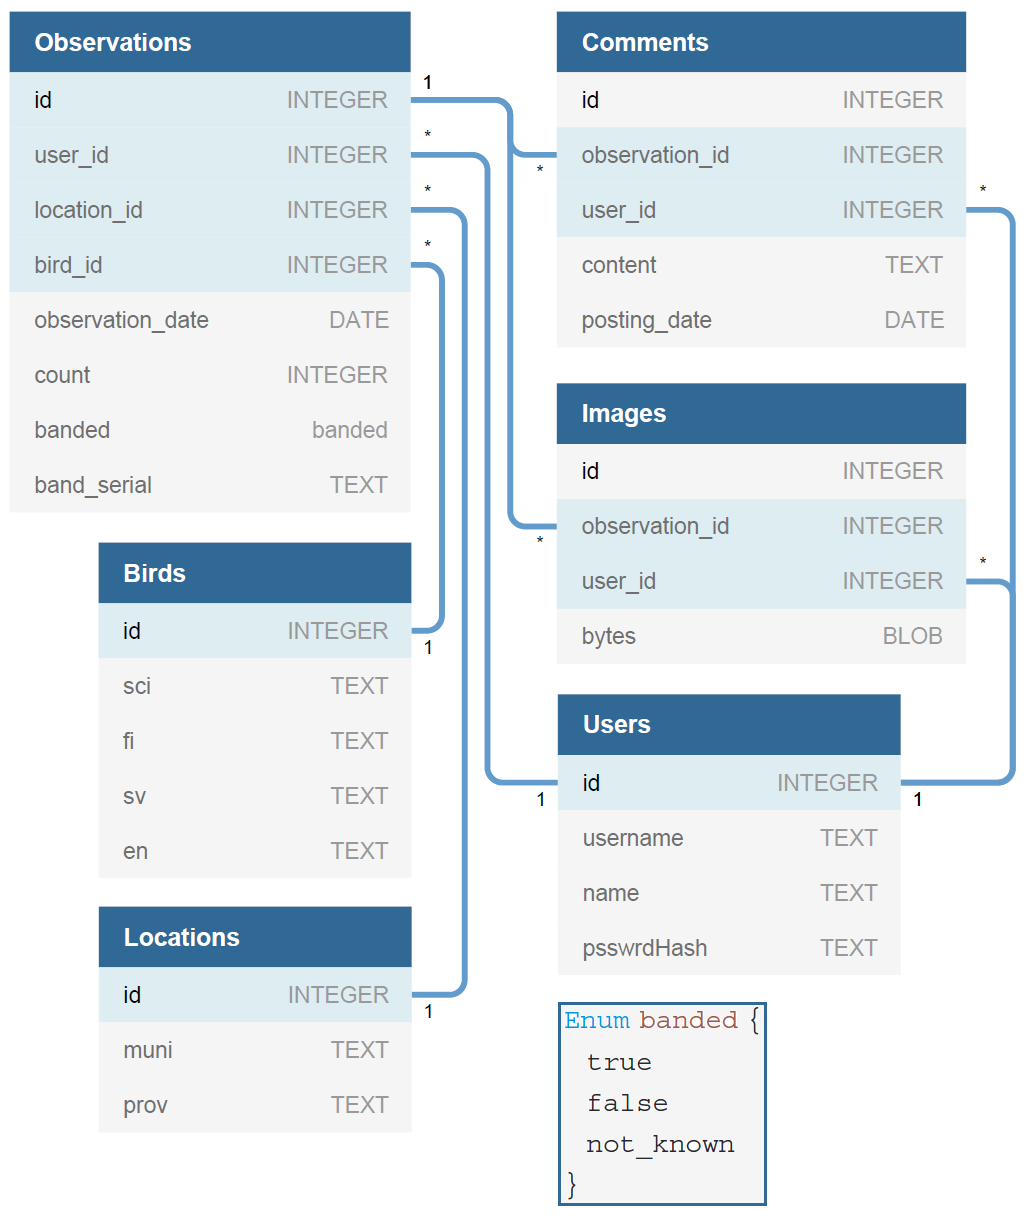 Observations
id INTEGER
user_id INTEGER
location_id INTEGER
bird_id INTEGER
observation_date DATE
count INTEGER
banded banded
band_serial TEXT
1
*
*
*
Birds
id INTEGER
1
sci TEXT
fi TEXT
sv TEXT
en TEXT
Locations
id INTEGER
1
muni TEXT
prov TEXT
Comments
id INTEGER
observation_id INTEGER
*
user_id INTEGER
*
content TEXT
posting_date DATE
Images
id INTEGER
observation_id INTEGER
*
user_id INTEGER
*
bytes BLOB
Users
id INTEGER
1
1
username TEXT
name TEXT
psswrdHash TEXT
Enum banded {
true
false
not_known
}